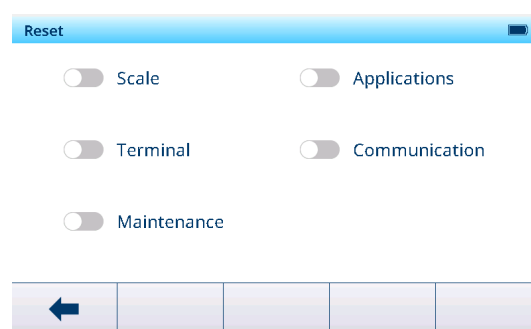 Reset
Scale
Applications
Terminal
Communication
Maintenance